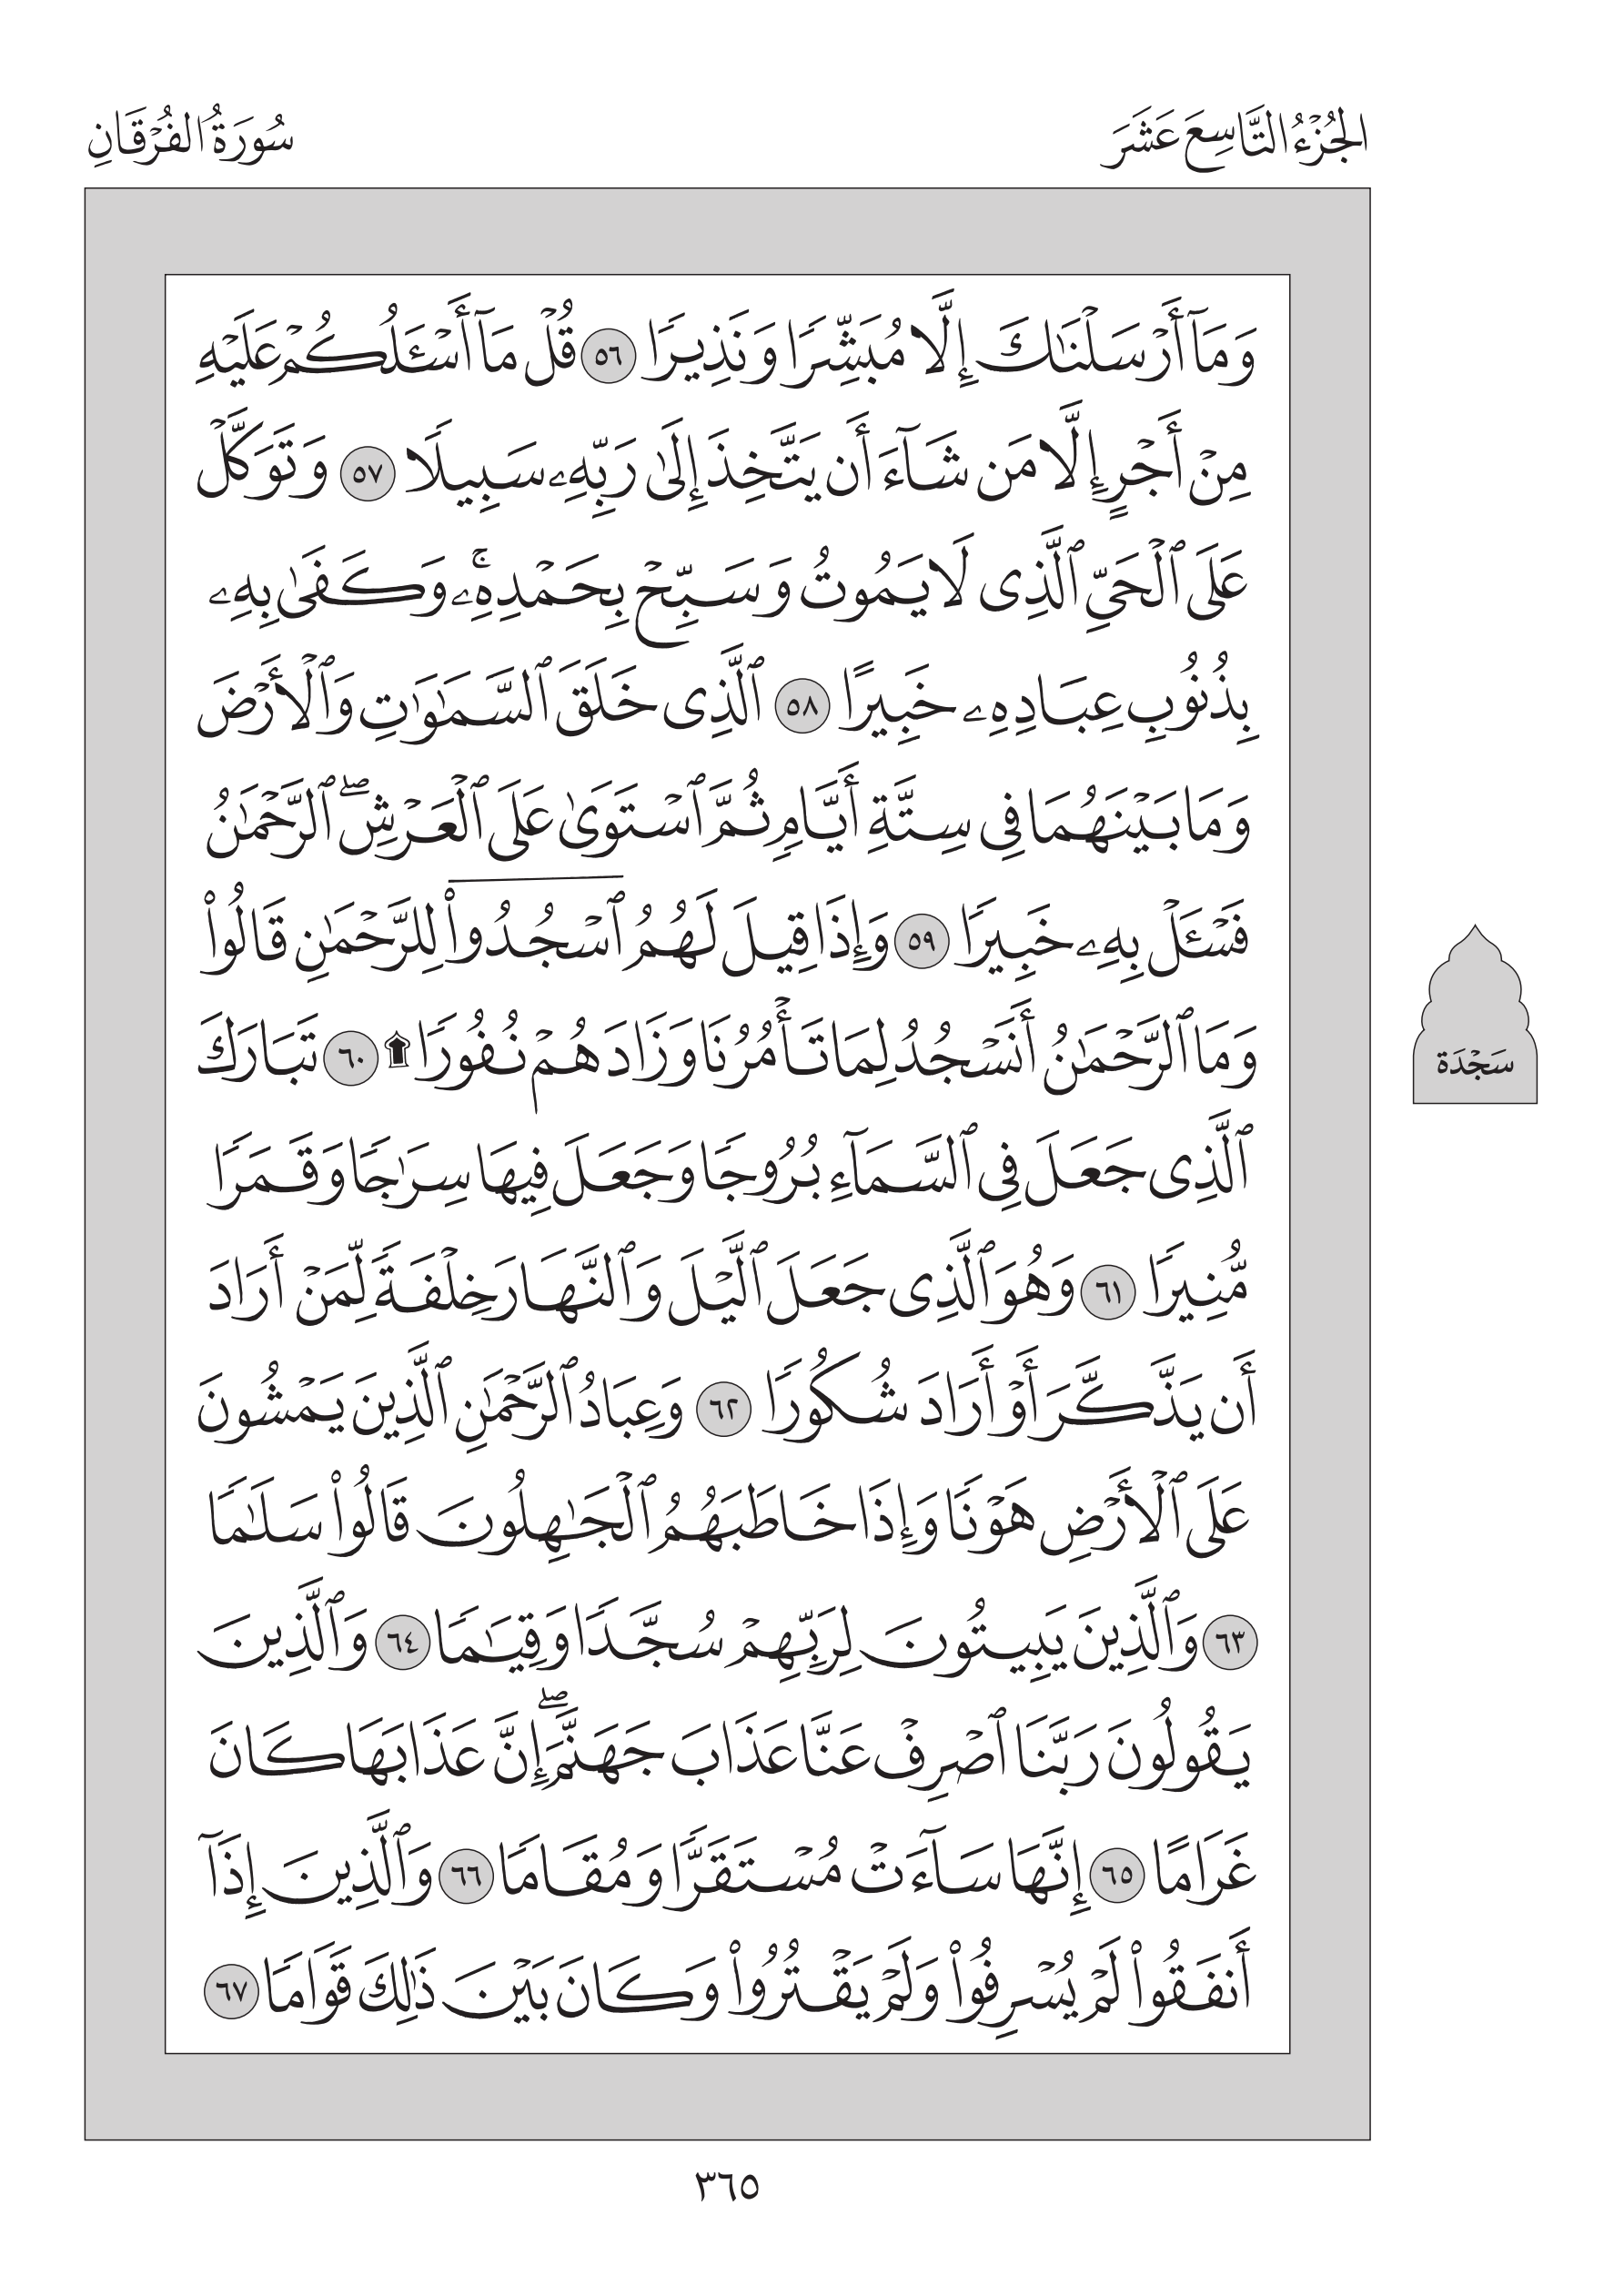 الجُزْءُ التَّاسِعَ عَشَرَ
سُورَةُ الفُرْقَانِ
وَمَآ أَرْسَلْنَٰكَ إِلَّا مُبَشِّرًا وَنَذِيرًا ٥٦ قُلْ مَآ أَسْـَٔلُكُمْ عَلَيْهِ
مِنْ أَجْرٍ إِلَّا مَن شَآءَ أَن يَتَّخِذَ إِلَىٰ رَبِّهِۦ سَبِيلًا ٥٧ وَتَوَكَّلْ
عَلَى ٱلْحَىِّ ٱلَّذِى لَا يَمُوتُ وَسَبِّحْ بِحَمْدِهِۦۚ وَكَفَىٰ بِهِۦ
بِذُنُوبِ عِبَادِهِۦ خَبِيرًا ٥٨ ٱلَّذِى خَلَقَ ٱلسَّمَٰوَٰتِ وَٱلْأَرْضَ
وَمَا بَيْنَهُمَا فِى سِتَّةِ أَيَّامٍ ثُمَّ ٱسْتَوَىٰ عَلَى ٱلْعَرْشِۖ ٱلرَّحْمَٰنُ
فَسْـَٔلْ بِهِۦ خَبِيرًا ٥٩ وَإِذَا قِيلَ لَهُمُ ٱسْجُدُوا۟ لِلرَّحْمَٰنِ قَالُوا۟
وَمَا ٱلرَّحْمَٰنُ أَنَسْجُدُ لِمَا تَأْمُرُنَا وَزَادَهُمْ نُفُورًا ۩ ٦٠ تَبَارَكَ
ٱلَّذِى جَعَلَ فِى ٱلسَّمَآءِ بُرُوجًا وَجَعَلَ فِيهَا سِرَٰجًا وَقَمَرًا
مُّنِيرًا ٦١ وَهُوَ ٱلَّذِى جَعَلَ ٱلَّيْلَ وَٱلنَّهَارَ خِلْفَةً لِّمَنْ أَرَادَ
أَن يَذَّكَّرَ أَوْ أَرَادَ شُكُورًا ٦٢ وَعِبَادُ ٱلرَّحْمَٰنِ ٱلَّذِينَ يَمْشُونَ
عَلَى ٱلْأَرْضِ هَوْنًا وَإِذَا خَاطَبَهُمُ ٱلْجَٰهِلُونَ قَالُوا۟ سَلَٰمًا
٦٣ وَٱلَّذِينَ يَبِيتُونَ لِرَبِّهِمْ سُجَّدًا وَقِيَٰمًا ٦٤ وَٱلَّذِينَ
يَقُولُونَ رَبَّنَا ٱصْرِفْ عَنَّا عَذَابَ جَهَنَّمَۖ إِنَّ عَذَابَهَا كَانَ
غَرَامًا ٦٥ إِنَّهَا سَآءَتْ مُسْتَقَرًّا وَمُقَامًا ٦٦ وَٱلَّذِينَ إِذَآ
أَنفَقُوا۟ لَمْ يُسْرِفُوا۟ وَلَمْ يَقْتُرُوا۟ وَكَانَ بَيْنَ ذَٰلِكَ قَوَامًا ٦٧
سَجْدَة
٣٦٥